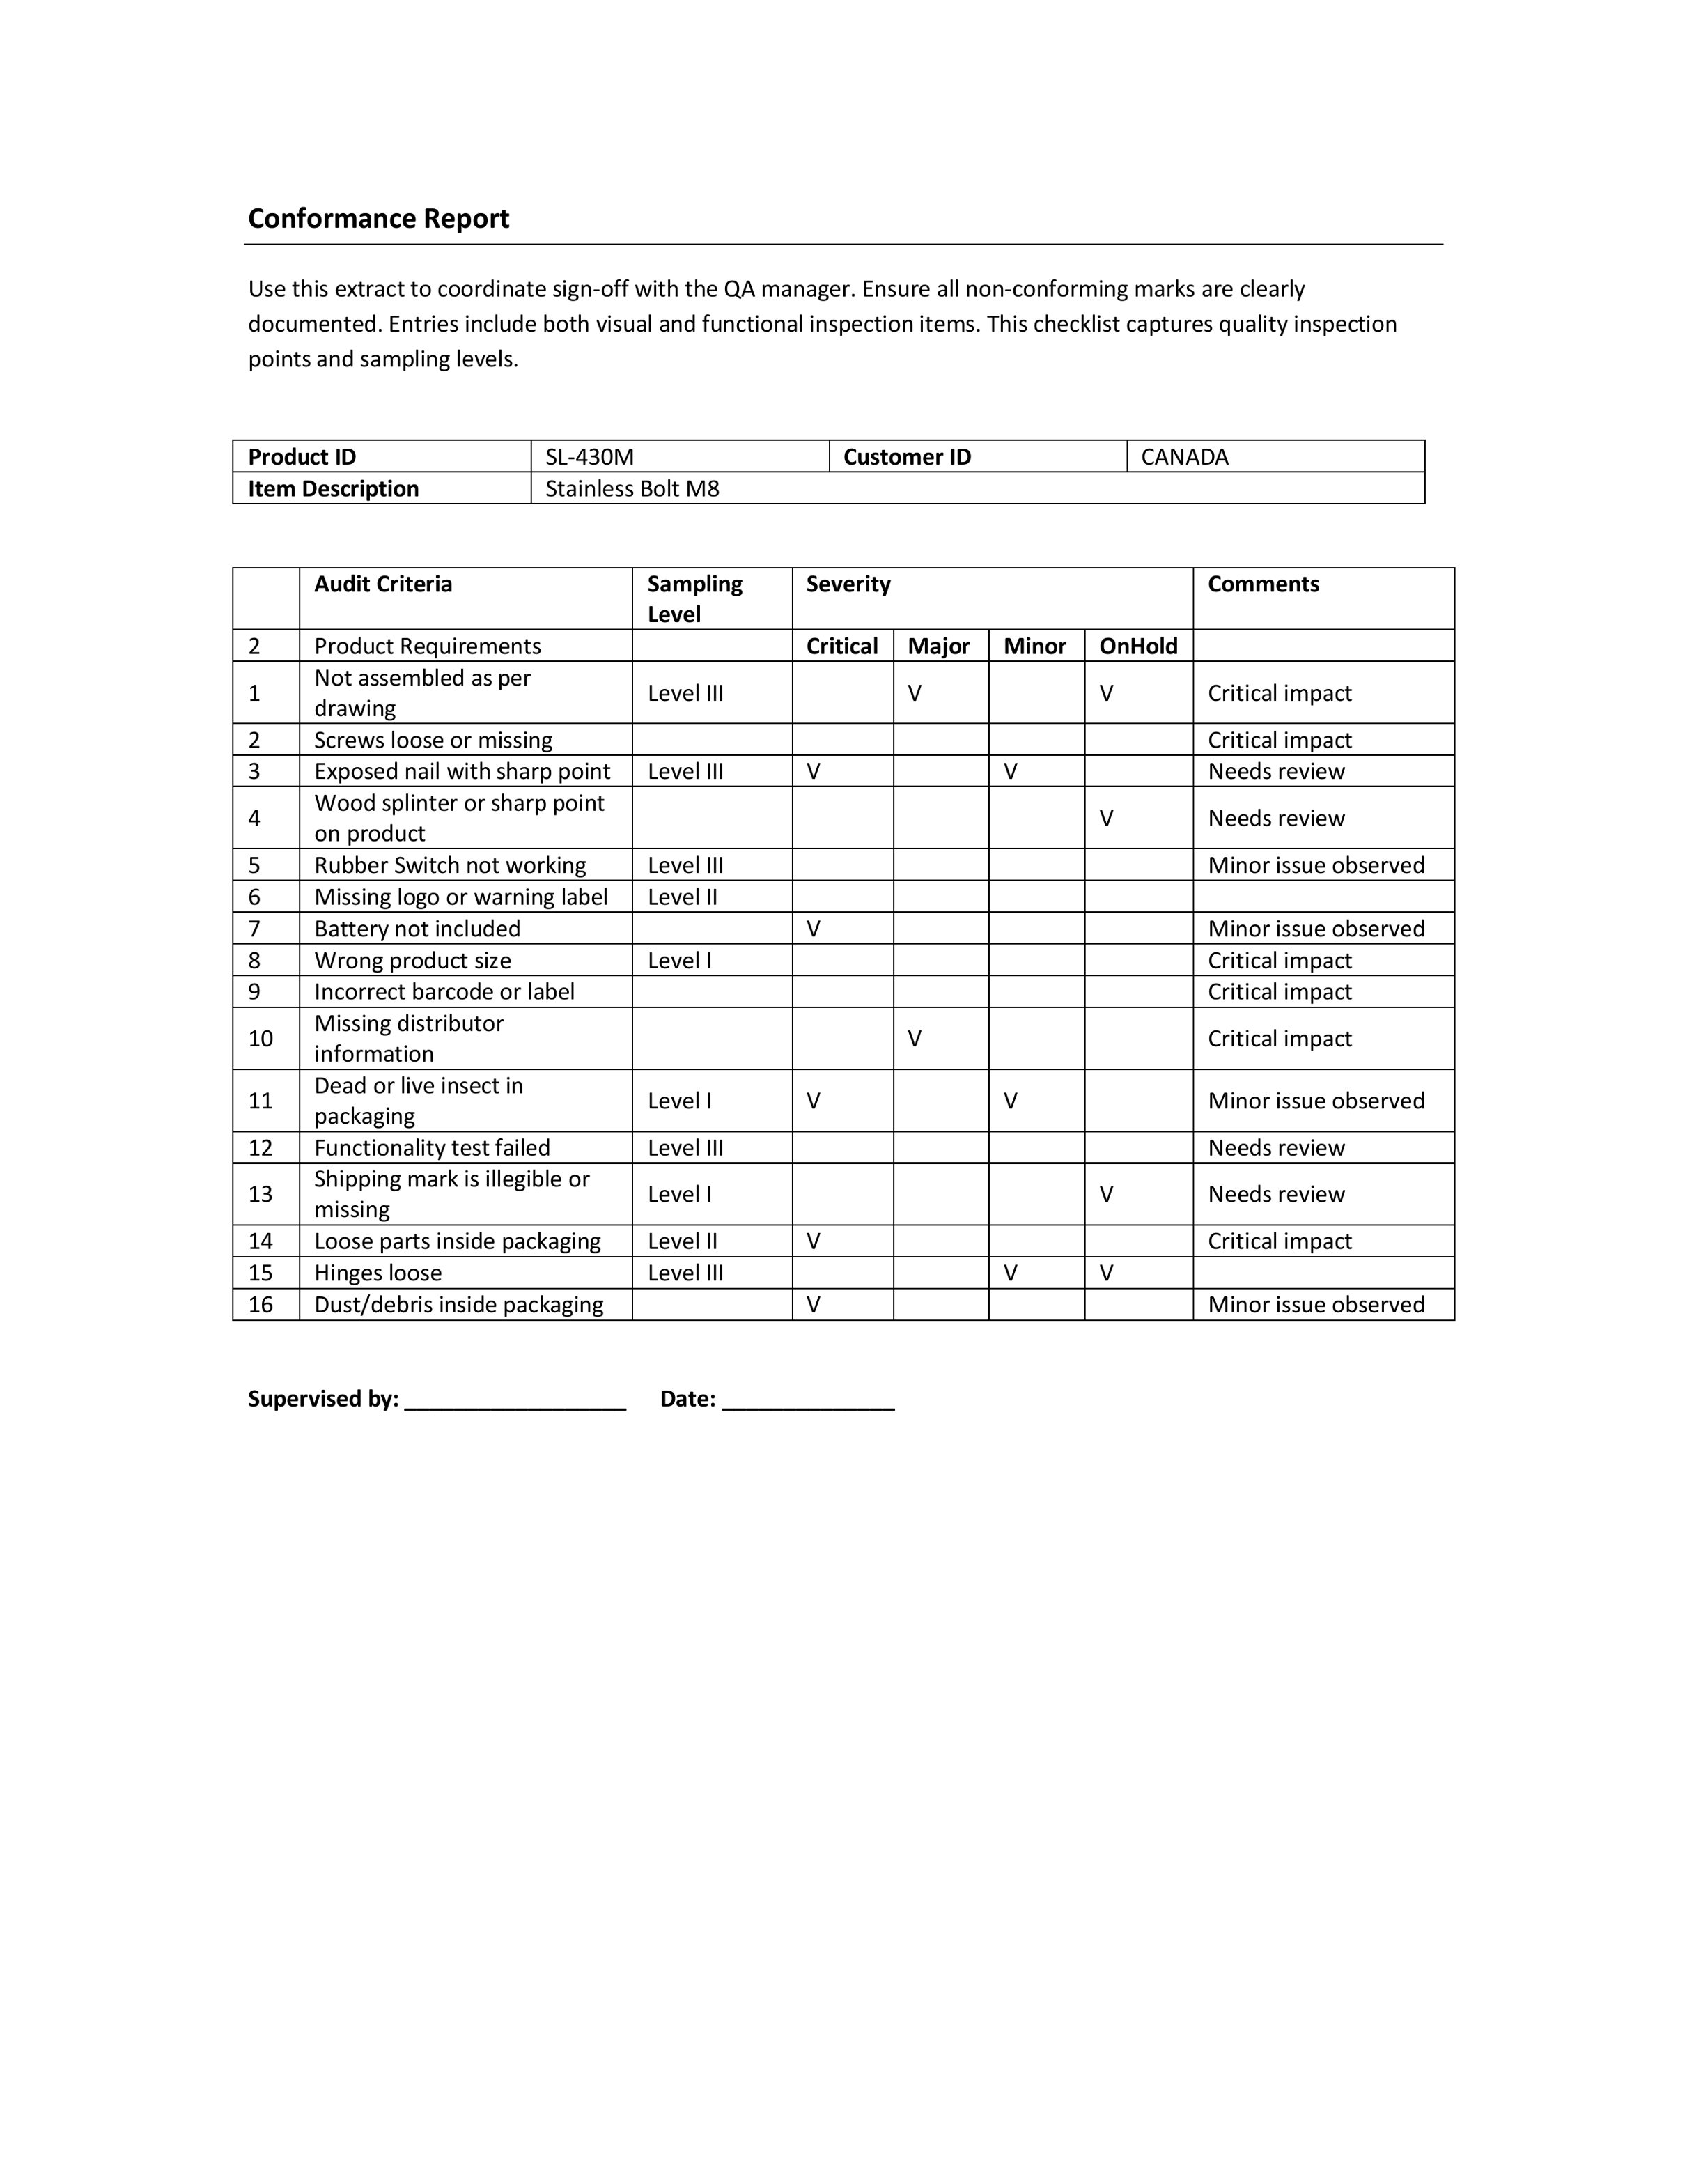 Conformance Report
Use this extract to coordinate sign-off with the QA manager. Ensure all non-conforming marks are clearly
documented. Entries include both visual and functional inspection items. This checklist captures quality inspection
points and sampling levels.
Product ID SL-430M Customer ID CANADA
Item Description Stainless Bolt M8
Audit Criteria Sampling Level Severity Comments
2 Product Requirements Critical Major Minor OnHold
1 Not assembled as per drawing Level III V V Critical impact
2 Screws loose or missing Critical impact
3 Exposed nail with sharp point Level III V V Needs review
4 Wood splinter or sharp point on product V Needs review
5 Rubber Switch not working Level III Minor issue observed
6 Missing logo or warning label Level II
7 Battery not included V Minor issue observed
8 Wrong product size Level I Critical impact
9 Incorrect barcode or label Critical impact
10 Missing distributor information V Critical impact
11 Dead or live insect in packaging Level I V V Minor issue observed
12 Functionality test failed Level III Needs review
13 Shipping mark is illegible or missing Level I V Needs review
14 Loose parts inside packaging Level II V Critical impact
15 Hinges loose Level III V V
16 Dust/debris inside packaging V Minor issue observed
Supervised by: __________________ Date: ______________